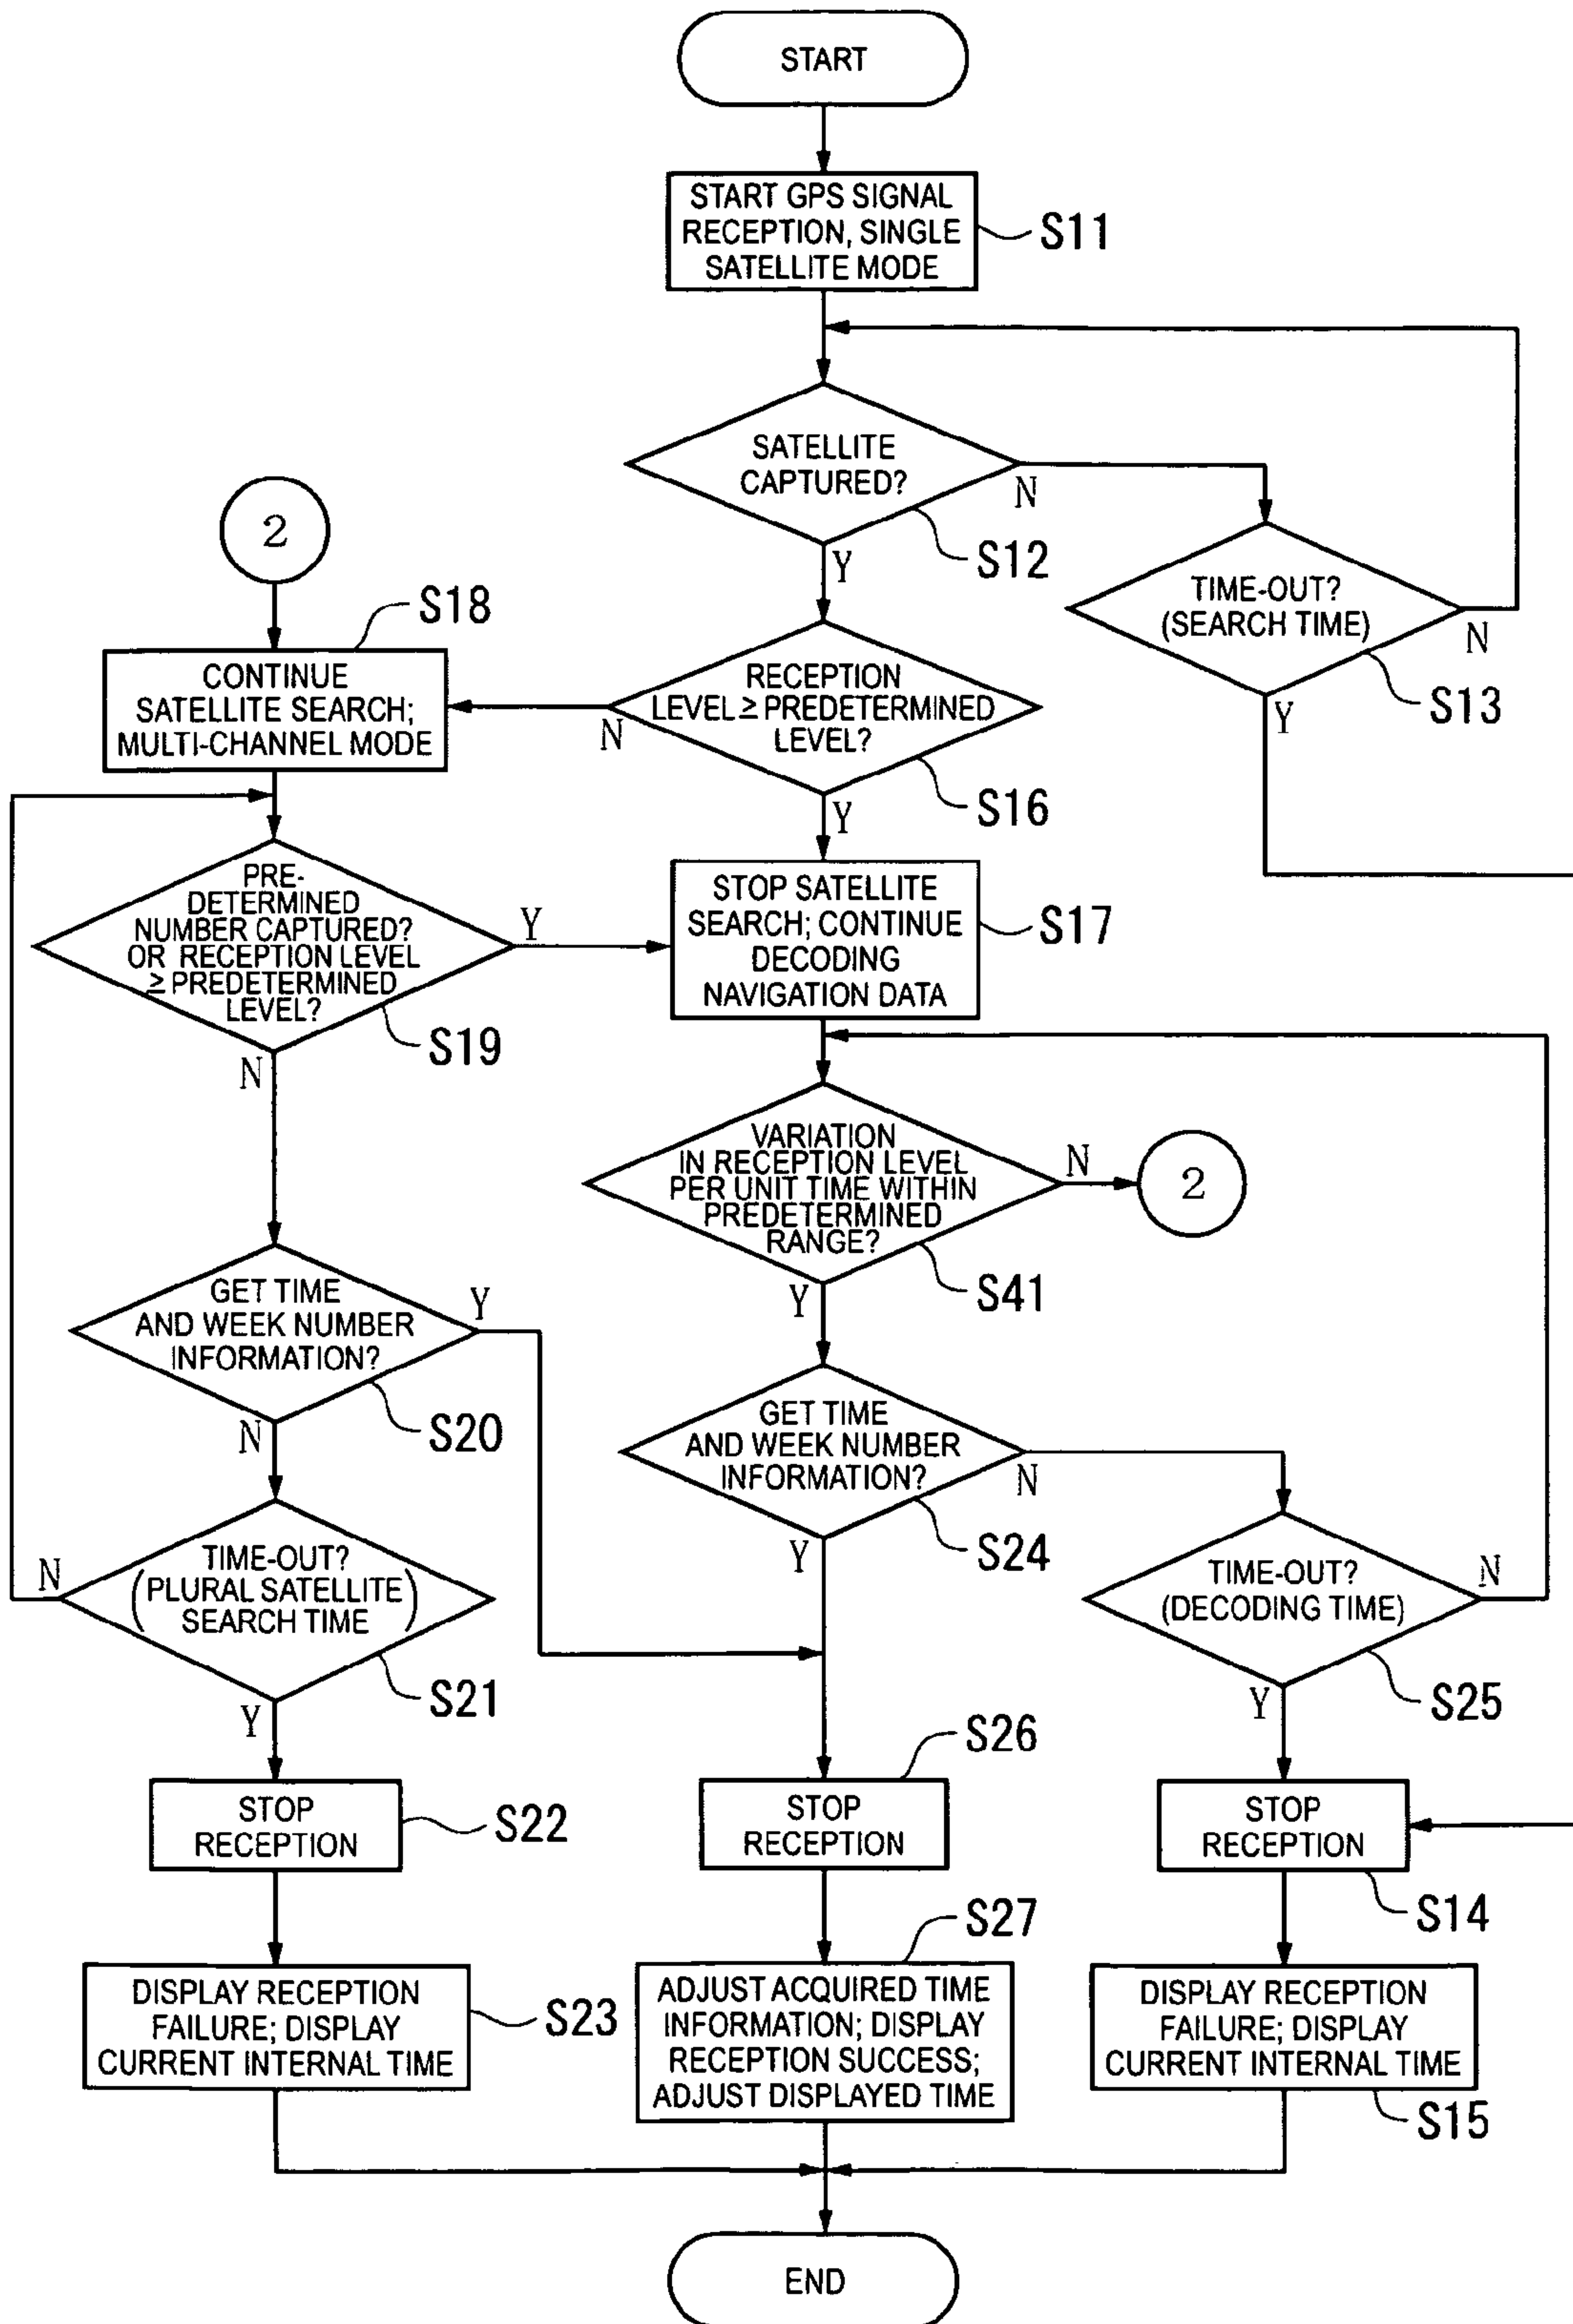 START
START GPS SIGNAL
RECEPTION, SINGLE
SATELLITE MODE
S11
SATELLITE
CAPTURED?
N
S12
Y
TIME-OUT?
(SEARCH TIME)
N
S13
Y
2
S18
CONTINUE
SATELLITE SEARCH;
MULTI-CHANNEL MODE
RECEPTION
LEVEL ≥ PREDETERMINED
LEVEL?
N
S16
Y
PRE-
DETERMINED
NUMBER CAPTURED?
OR RECEPTION LEVEL
≥ PREDETERMINED
LEVEL?
Y
S19
N
STOP SATELLITE
SEARCH; CONTINUE
DECODING
NAVIGATION DATA
S17
VARIATION
IN RECEPTION LEVEL
PER UNIT TIME WITHIN
PREDETERMINED
RANGE?
N
2
S41
Y
GET TIME
AND WEEK NUMBER
INFORMATION?
Y
S20
N
GET TIME
AND WEEK NUMBER
INFORMATION?
N
S24
Y
TIME-OUT?
(PLURAL SATELLITE
SEARCH TIME)
N
S21
Y
TIME-OUT?
(DECODING TIME)
N
S25
Y
STOP
RECEPTION
S22
S26
STOP
RECEPTION
STOP
RECEPTION
S14
DISPLAY RECEPTION
FAILURE; DISPLAY
CURRENT INTERNAL TIME
S23
S27
ADJUST ACQUIRED TIME
INFORMATION; DISPLAY
RECEPTION SUCCESS;
ADJUST DISPLAYED TIME
DISPLAY RECEPTION
FAILURE; DISPLAY
CURRENT INTERNAL TIME
S15
END